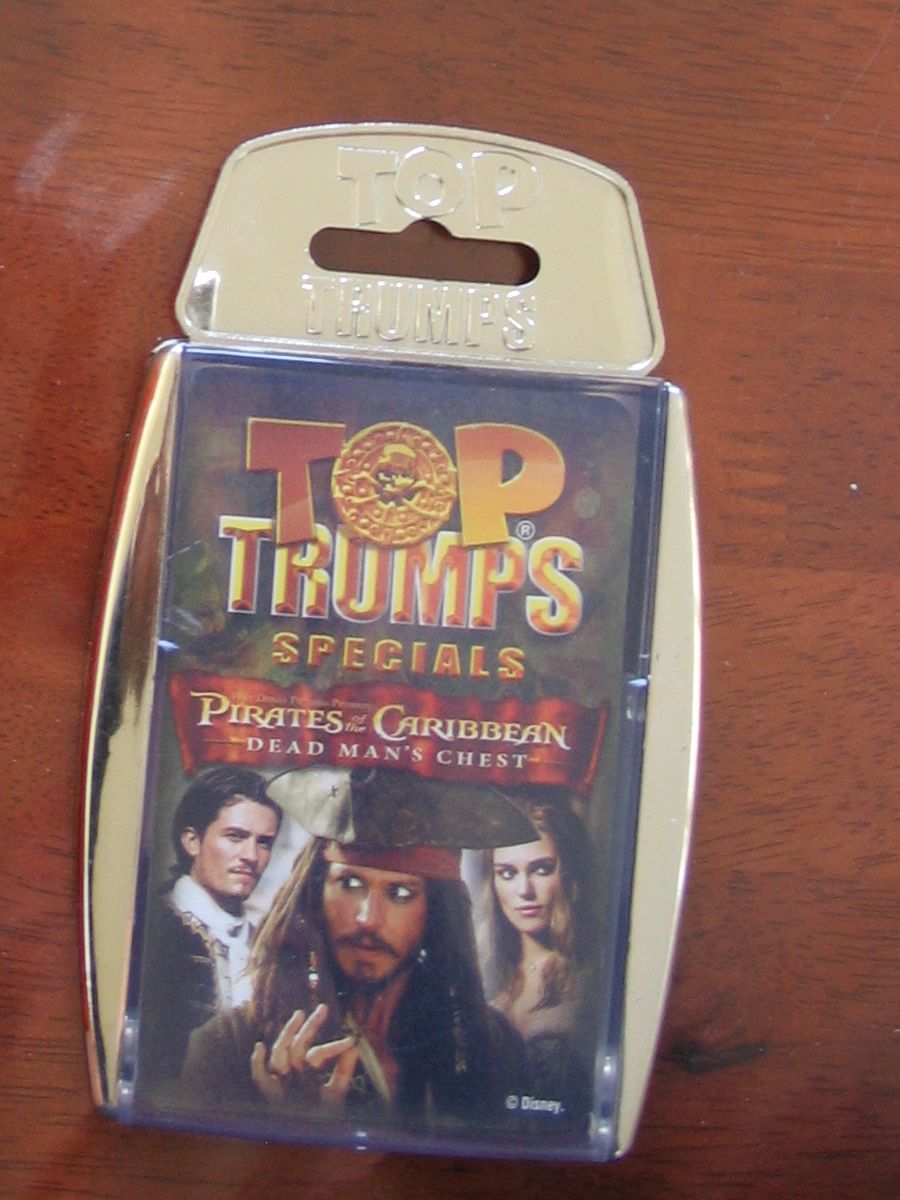 TOP
TRUMPS
TOP
TRUMPS®
SPECIALS
PIRATES of the CARIBBEAN
DEAD MAN'S CHEST
© Disney.